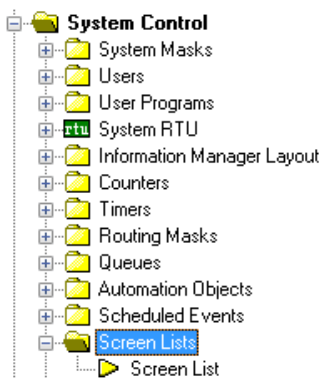 System Control
System Masks
Users
User Programs
rtu System RTU
Information Manager Layout
Counters
Timers
Routing Masks
Queues
Automation Objects
Scheduled Events
Screen Lists
Screen List